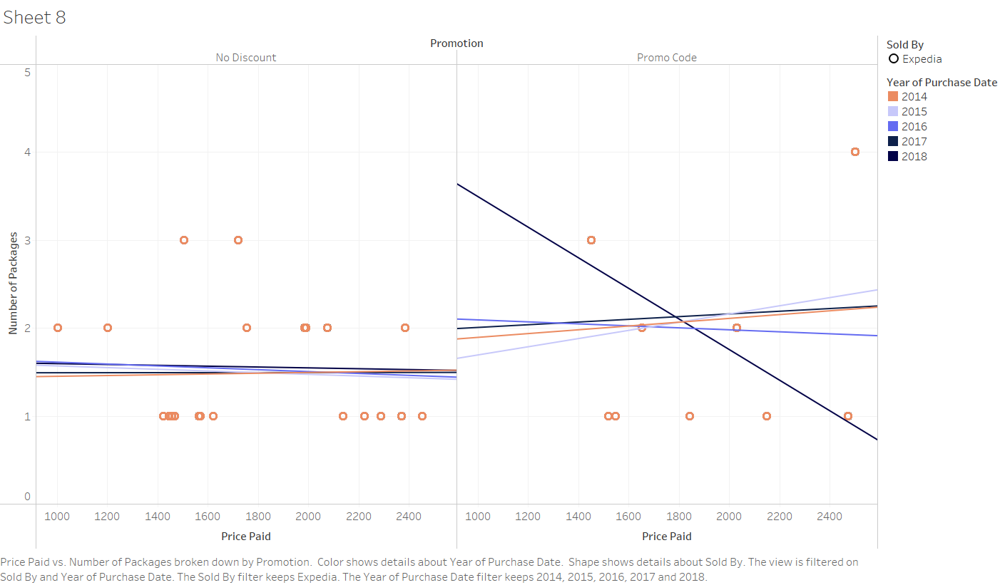 Sheet 8
Promotion
No Discount
Promo Code
5
4
3
2
1
0
Number of Packages
1000 1200 1400 1600 1800 2000 2200 2400
1000 1200 1400 1600 1800 2000 2200 2400
Price Paid
Price Paid
Sold By
Expedia
Year of Purchase Date
2014
2015
2016
2017
2018
Price Paid vs. Number of Packages broken down by Promotion. Color shows details about Year of Purchase Date. Shape shows details about Sold By. The view is filtered on
Sold By and Year of Purchase Date. The Sold By filter keeps Expedia. The Year of Purchase Date filter keeps 2014, 2015, 2016, 2017 and 2018.